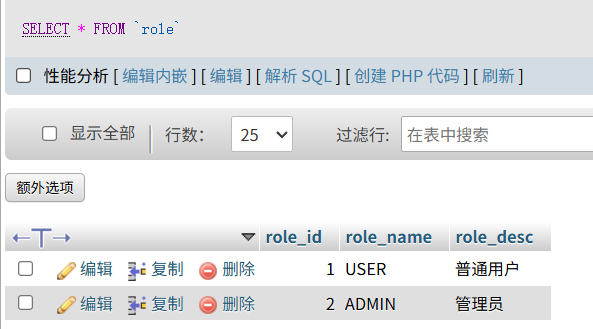 SELECT * FROM `role`
性能分析 [ 编辑内嵌 ] [ 编辑 ] [ 解析 SQL ] [ 创建 PHP 代码 ] [ 刷新 ]
显示全部 行数： 25 过滤行: 在表中搜索
额外选项
←T→ role_id role_name role_desc
编辑 复制 删除 1 USER 普通用户
编辑 复制 删除 2 ADMIN 管理员